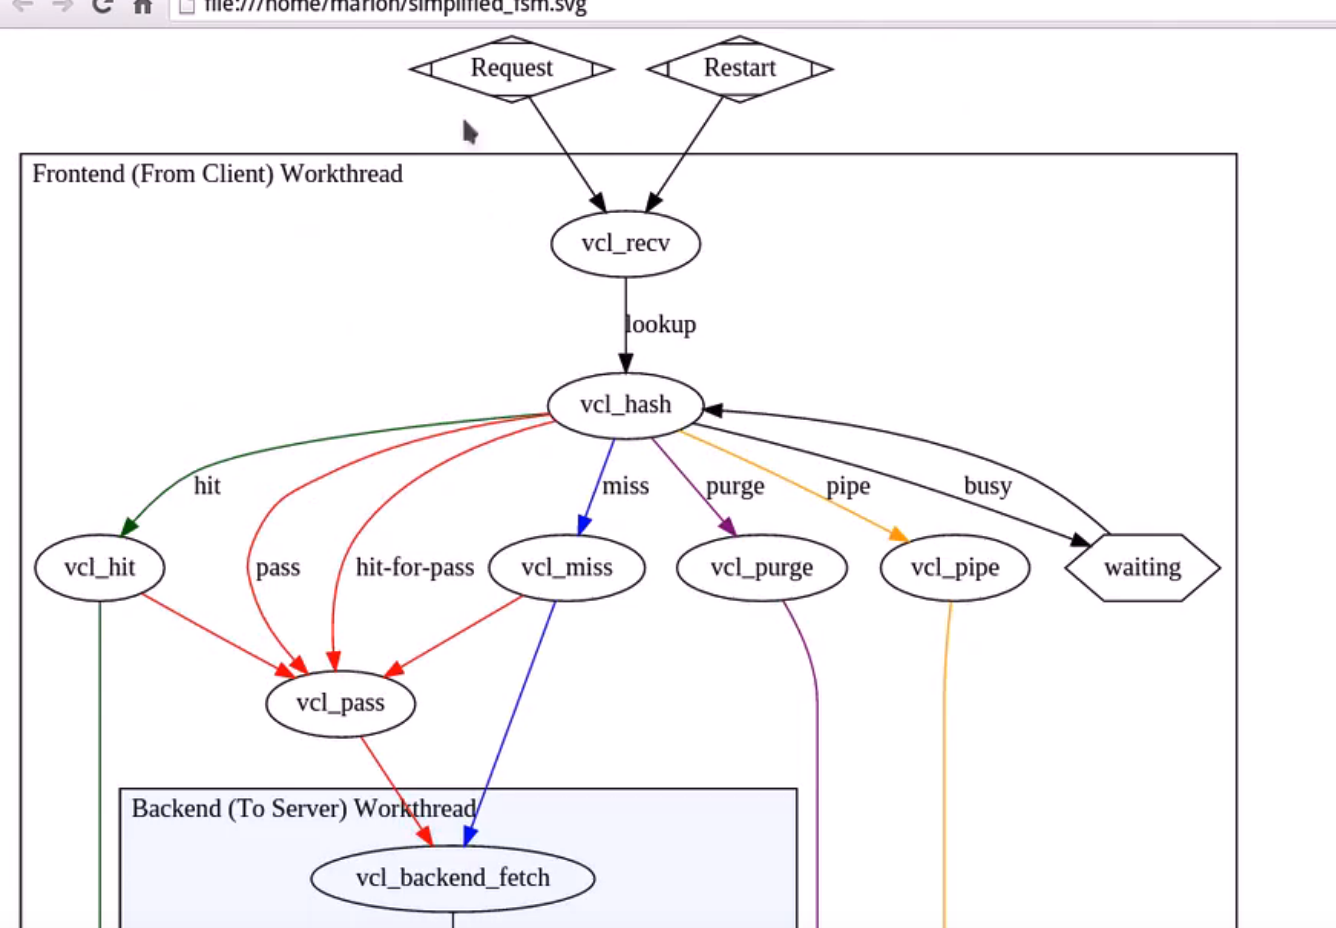 file:///home/marion/simplified_fsm.svg
Request
Restart
Frontend (From Client) Workthread
vcl_recv
lookup
vcl_hash
hit
miss
purge
pipe
busy
vcl_hit
pass
hit-for-pass
vcl_miss
vcl_purge
vcl_pipe
waiting
vcl_pass
Backend (To Server) Workthread
vcl_backend_fetch